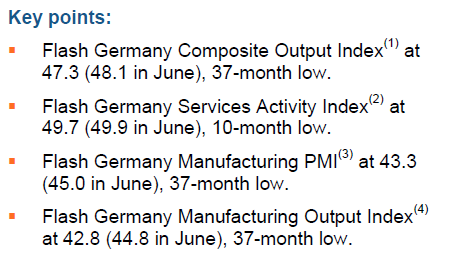 Key points:
▪ Flash Germany Composite Output Index(1) at
47.3 (48.1 in June), 37-month low.
▪ Flash Germany Services Activity Index(2) at
49.7 (49.9 in June), 10-month low.
▪ Flash Germany Manufacturing PMI(3) at 43.3
(45.0 in June), 37-month low.
▪ Flash Germany Manufacturing Output Index(4)
at 42.8 (44.8 in June), 37-month low.